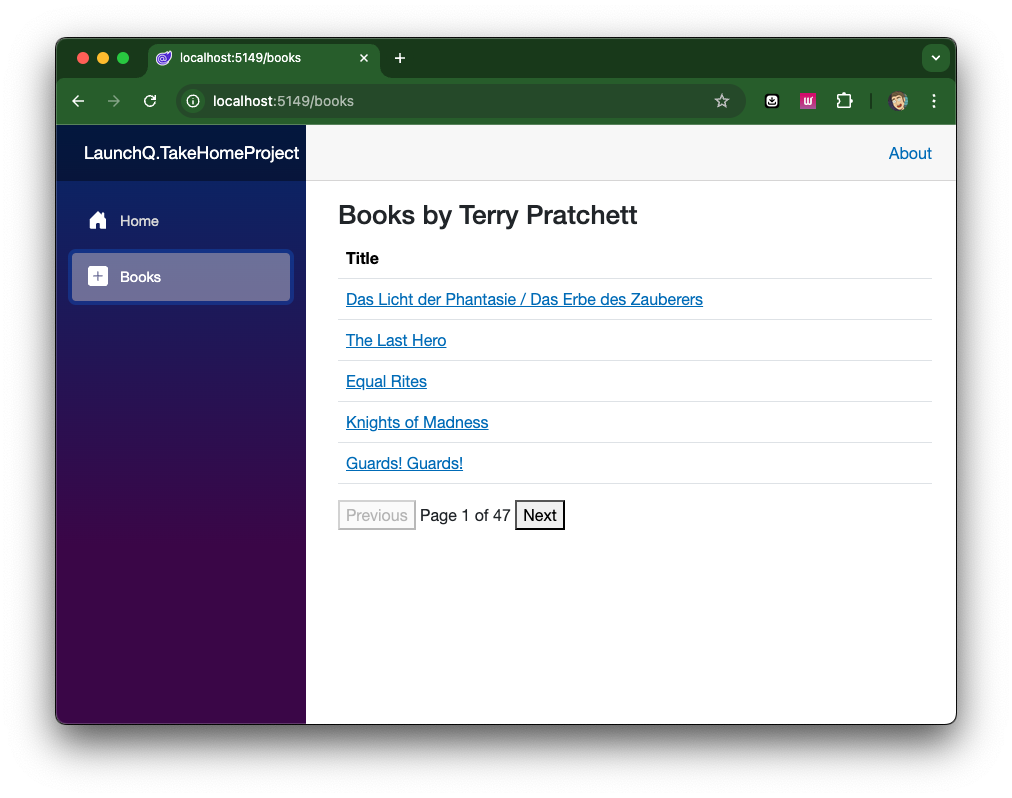 localhost:5149/books
localhost:5149/books
LaunchQ.TakeHomeProject
About
Home
Books
Books by Terry Pratchett
Title
Das Licht der Phantasie / Das Erbe des Zauberers
The Last Hero
Equal Rites
Knights of Madness
Guards! Guards!
Previous Page 1 of 47 Next